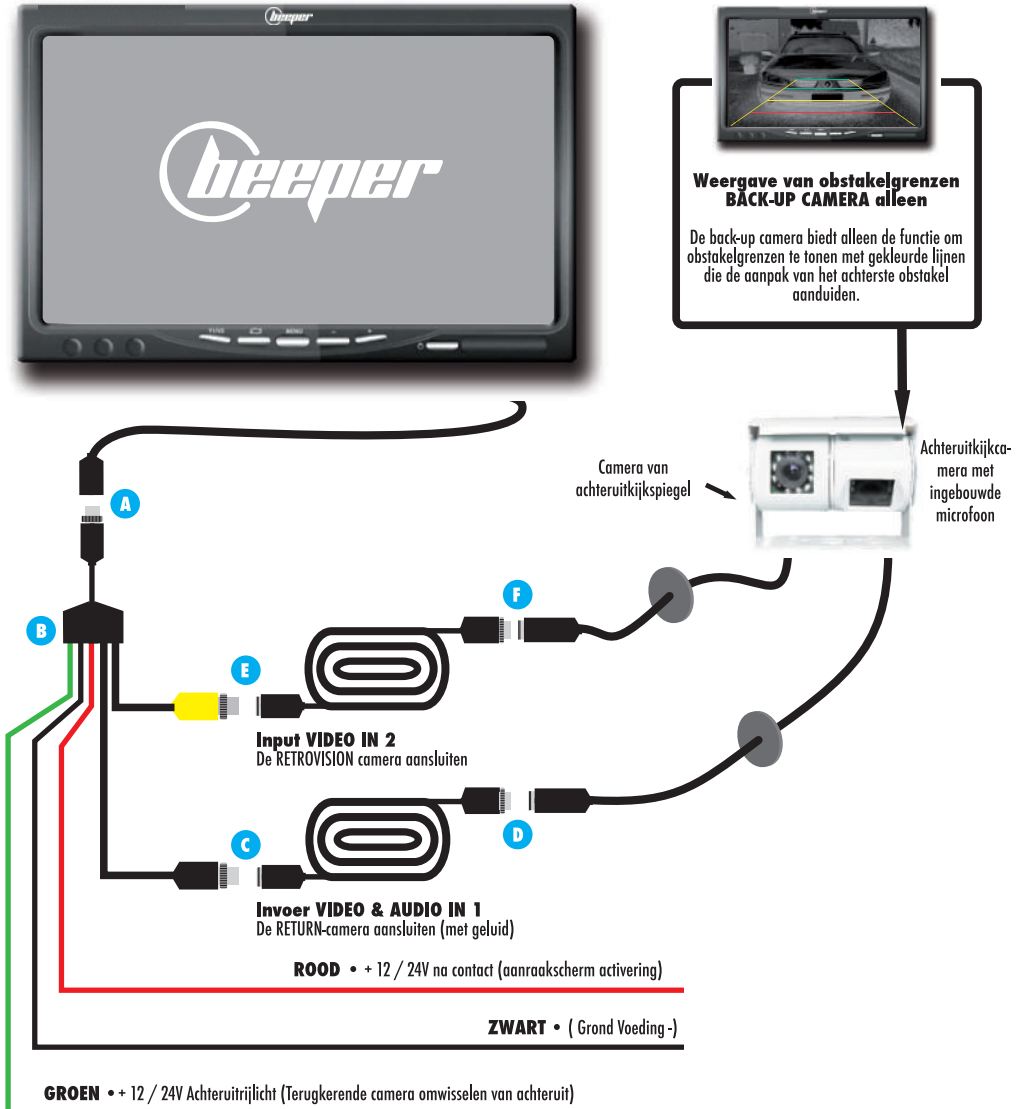 beeper
beeper
MENU
-
+
Weergave van obstakelgrenzen
BACK-UP CAMERA alleen
De back-up camera biedt alleen de functie om
obstakelgrenzen te tonen met gekleurde lijnen
die de aanpak van het achterste obstakel
aanduiden.
Camera van
achteruitkijkspiegel
Achteruitkijkca-
mera met
ingebouwde
microfoon
A
B
F
E
Input VIDEO IN 2
De RETROVISION camera aansluiten
D
C
Invoer VIDEO & AUDIO IN 1
De RETURN-camera aansluiten (met geluid)
ROOD • + 12 / 24V na contact (aanraakscherm activering)
ZWART • ( Grond Voeding -)
GROEN • + 12 / 24V Achteruitrijlicht (Terugkerende camera omwisselen van achteruit)